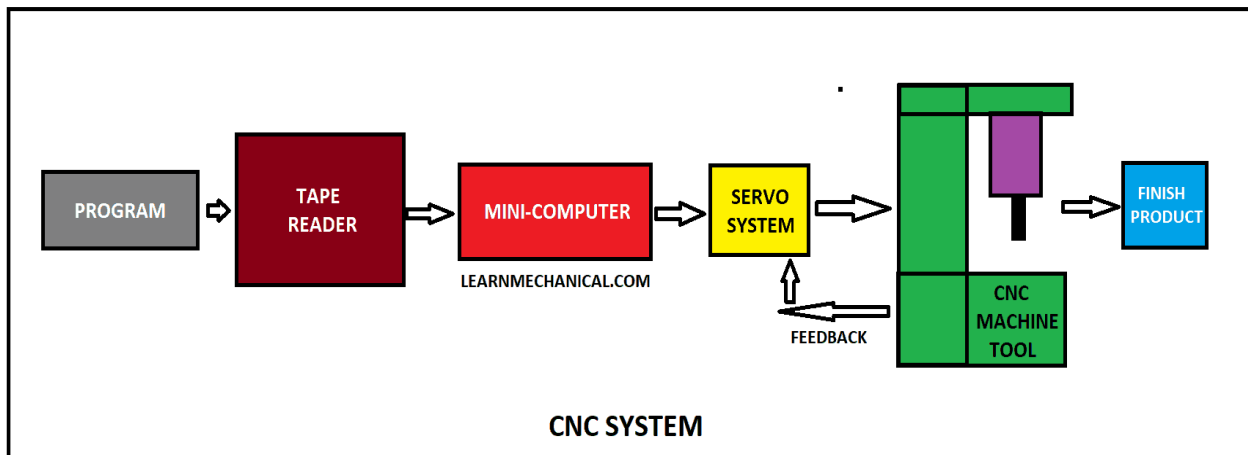 PROGRAM
TAPE
READER
MINI-COMPUTER
LEARNMECHANICAL.COM
SERVO
SYSTEM
FEEDBACK
CNC
MACHINE
TOOL
FINISH
PRODUCT
CNC SYSTEM